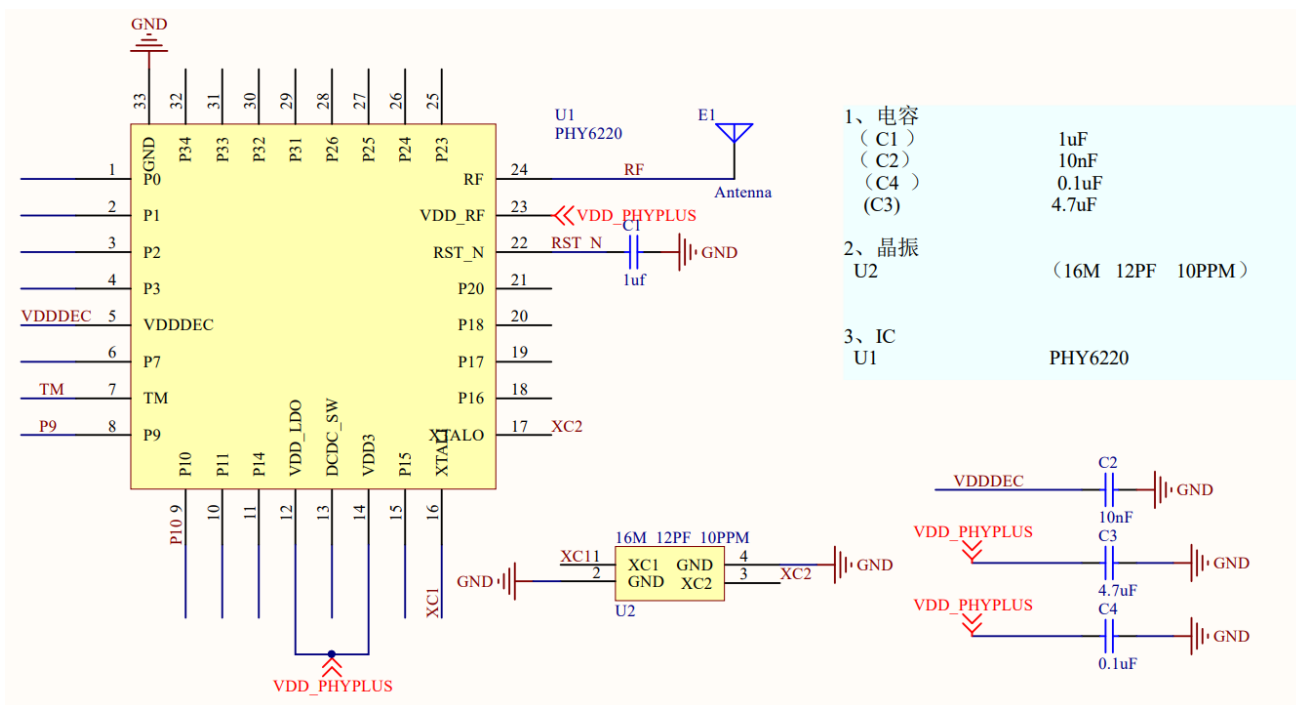 GND
33
32
31
30
29
28
27
26
25
GND
P34
P33
P32
P31
P26
P25
P24
P23
U1
PHY6220
E1
Antenna
1 P0
2 P1
3 P2
4 P3
VDDDEC 5 VDDDEC
6 P7
TM 7 TM
P9 8 P9
RF 24 RF
VDD_RF 23 VDD_PHYPLUS
RST_N 22 RST_N
C1
1uf
GND
P20 21
P18 20
P17 19
P16 18
XTALO 17 XC2
P10
P11
P14
VDD_LDO
DCDC_SW
VDD3
P15
XTALI
P10 9
10
11
12
13
14
15
16
XC1
VDD_PHYPLUS
16M 12PF 10PPM
XC1 1 XC1 GND 4 GND
GND 2 GND XC2 3 XC2
U2
1、电容
（ C1 ） 1uF
（ C2） 10nF
（C4 ） 0.1uF
(C3) 4.7uF
2、晶振
U2 （16M 12PF 10PPM）
3、IC
U1 PHY6220
VDDDEC
C2
10nF
GND
VDD_PHYPLUS
C3
4.7uF
GND
VDD_PHYPLUS
C4
0.1uF
GND